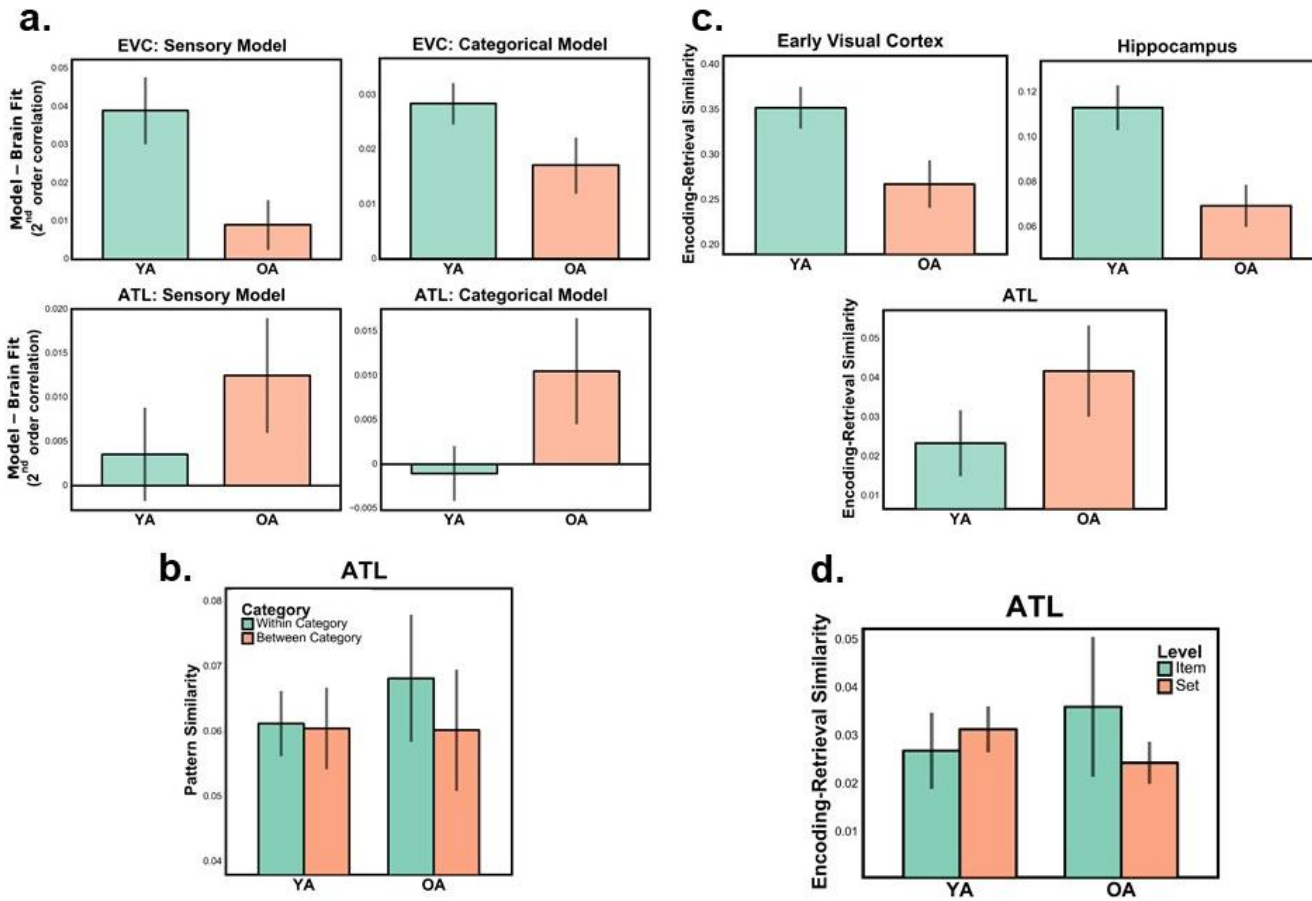 a.
EVC: Sensory Model
Model – Brain Fit
(2nd order correlation)
0.05
0.04
0.03
0.02
0.01
0
YA
OA
EVC: Categorical Model
0.03
0.02
0.01
0
YA
OA
ATL: Sensory Model
Model – Brain Fit
(2nd order correlation)
0.020
0.015
0.010
0.005
0
YA
OA
ATL: Categorical Model
0.015
0.010
0.005
0
−0.005
YA
OA
b.
ATL
Pattern Similarity
0.08
0.07
0.06
0.05
0.04
Category
Within Category
Between Category
YA
OA
c.
Early Visual Cortex
Encoding-Retrieval Similarity
0.40
0.35
0.30
0.25
0.20
YA
OA
Hippocampus
0.12
0.10
0.08
0.06
YA
OA
ATL
Encoding-Retrieval Similarity
0.05
0.04
0.03
0.02
0.01
YA
OA
d.
ATL
Encoding-Retrieval Similarity
0.05
0.04
0.03
0.02
0.01
Level
Item
Set
YA
OA